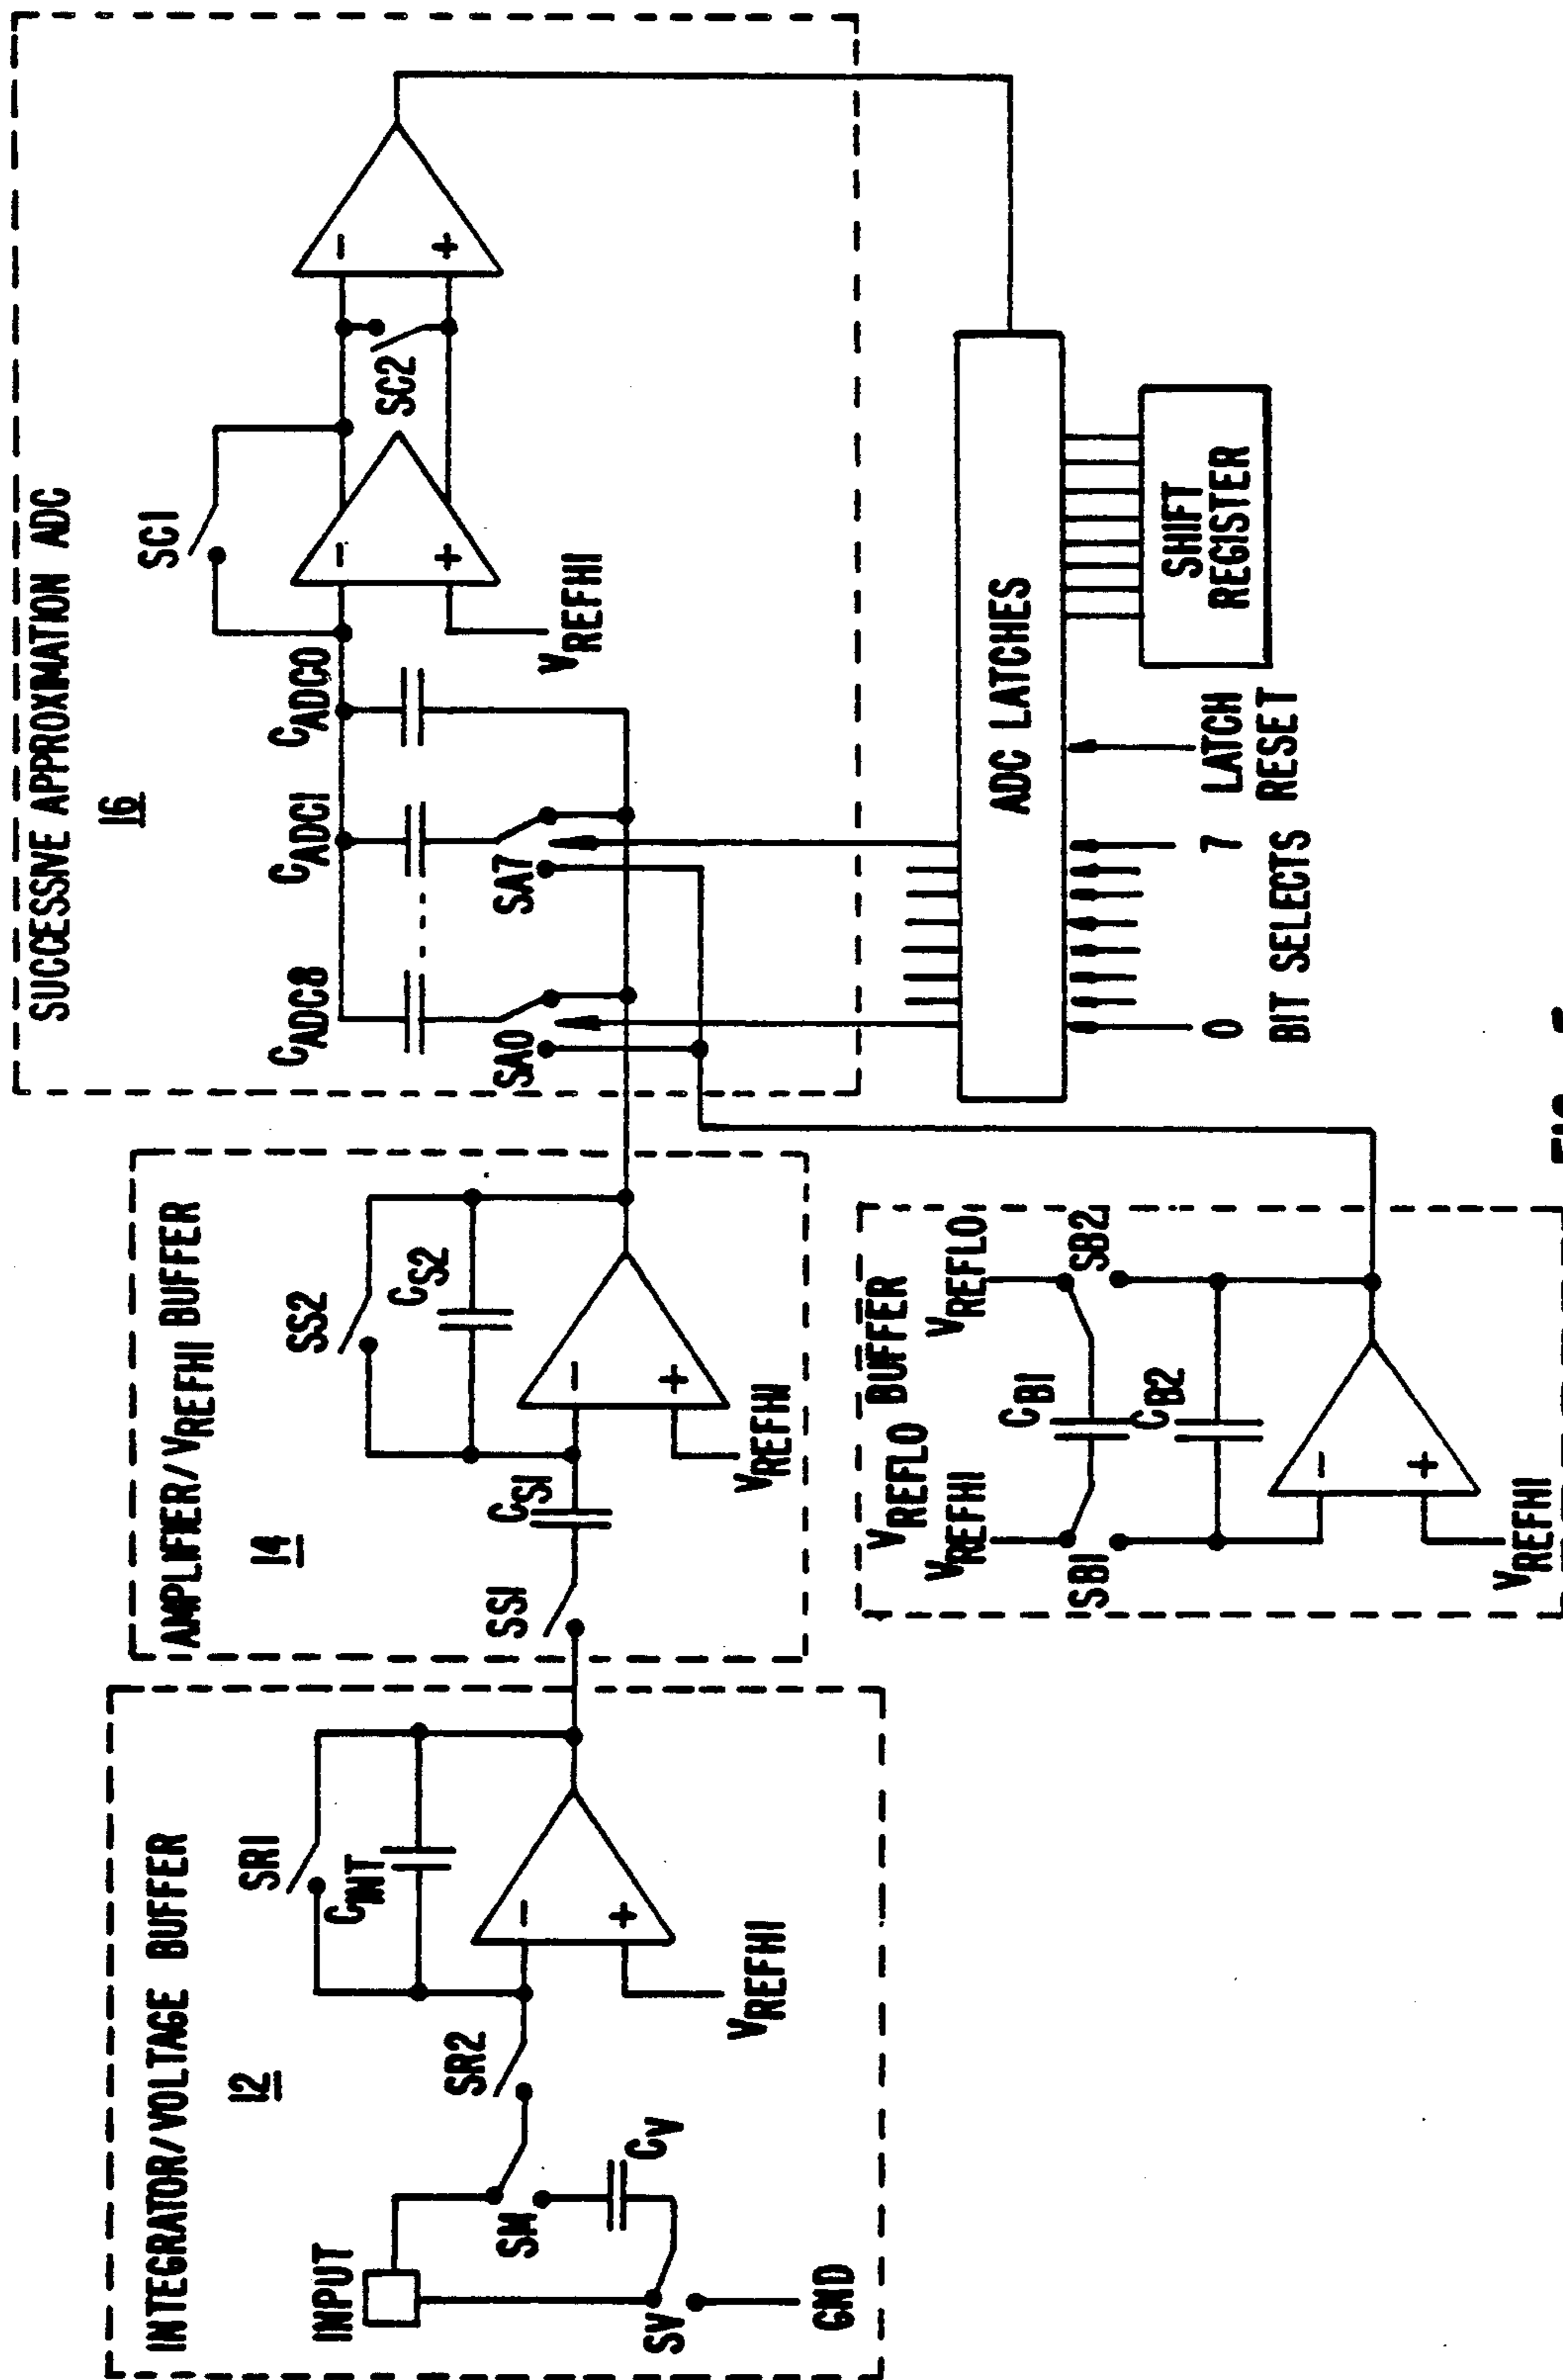 INTEGRATOR/VOLTAGE BUFFER
12
INPUT
SM
SV
GND
CV
SR2
SR1
CINT
VREFHI
AMPLIFIER/VREFHI BUFFER
14
SS1
CS1
SS2
CS2
VREFHI
VREFLO BUFFER
VREFHI
VREFLO
SB1
SB2
CB1
CB2
VREFHI
SUCCESSIVE APPROXIMATION ADC
16
CADC8
CADC1
CADC0
SA0
SA7
SC1
SC2
VREFHI
ADC LATCHES
0
7
BIT SELECTS
LATCH
RESET
SHIFT
REGISTER
- +
- +
- +
- +
- +